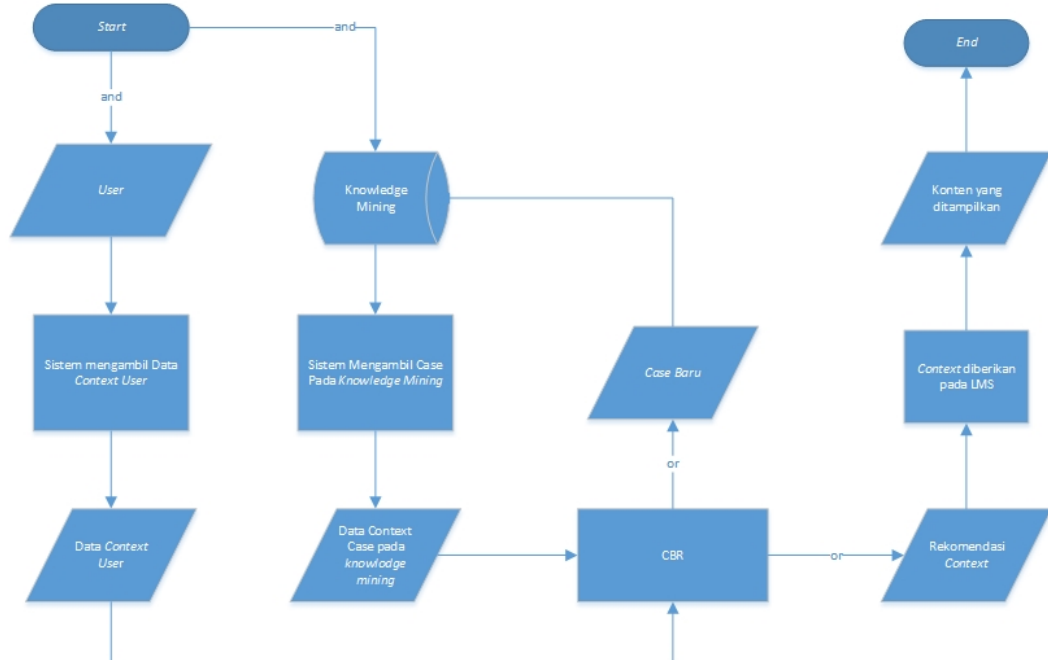 Start
and
End
and
User
Knowledge
Mining
Konten yang
ditampilkan
Sistem mengambil Data
Context User
Sistem Mengambil Case
Pada Knowledge Mining
Case Baru
Context diberikan
pada LMS
or
Data Context
User
Data Context
Case pada
knowlodge
mining
CBR
or
Rekomendasi
Context